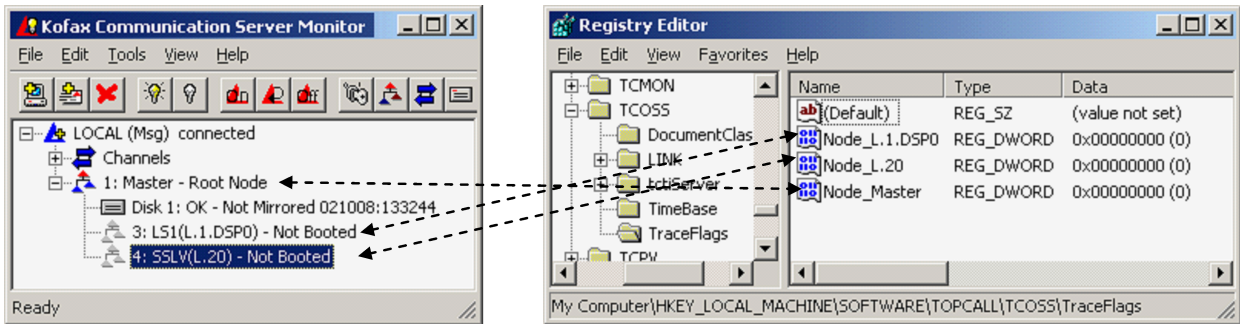 Kofax Communication Server Monitor
File Edit Tools View Help
LOCAL (Msg) connected
Channels
1: Master - Root Node
Disk 1: OK - Not Mirrored 021008:133244
3: LS1(L.1.DSP0) - Not Booted
4: SSLV(L.20) - Not Booted
Ready
Registry Editor
File Edit View Favorites Help
TCMON
TCOSS
DocumentClas
LINK
tctiServer
TimeBase
TraceFlags
TCPV
Name Type Data
(Default) REG_SZ (value not set)
Node_L.1.DSP0 REG_DWORD 0x00000000 (0)
Node_L.20 REG_DWORD 0x00000000 (0)
Node_Master REG_DWORD 0x00000000 (0)
My Computer\HKEY_LOCAL_MACHINE\SOFTWARE\TOPCALL\TCOSS\TraceFlags